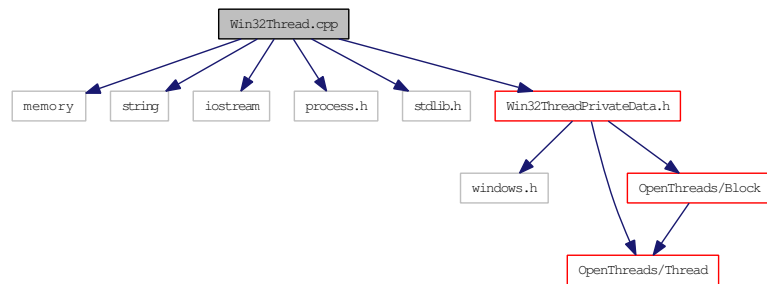 Win32Thread.cpp
memory
string
iostream
process.h
stdlib.h
Win32ThreadPrivateData.h
windows.h
OpenThreads/Block
OpenThreads/Thread